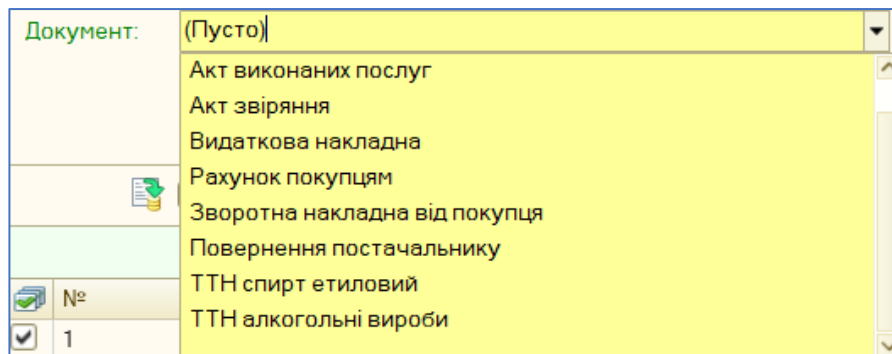 Документ: (Пусто)
Акт виконаних послуг
Акт звіряння
Видаткова накладна
Рахунок покупцям
Зворотна накладна від покупця
Повернення постачальнику
ТТН спирт етиловий
ТТН алкогольні вироби
№
1